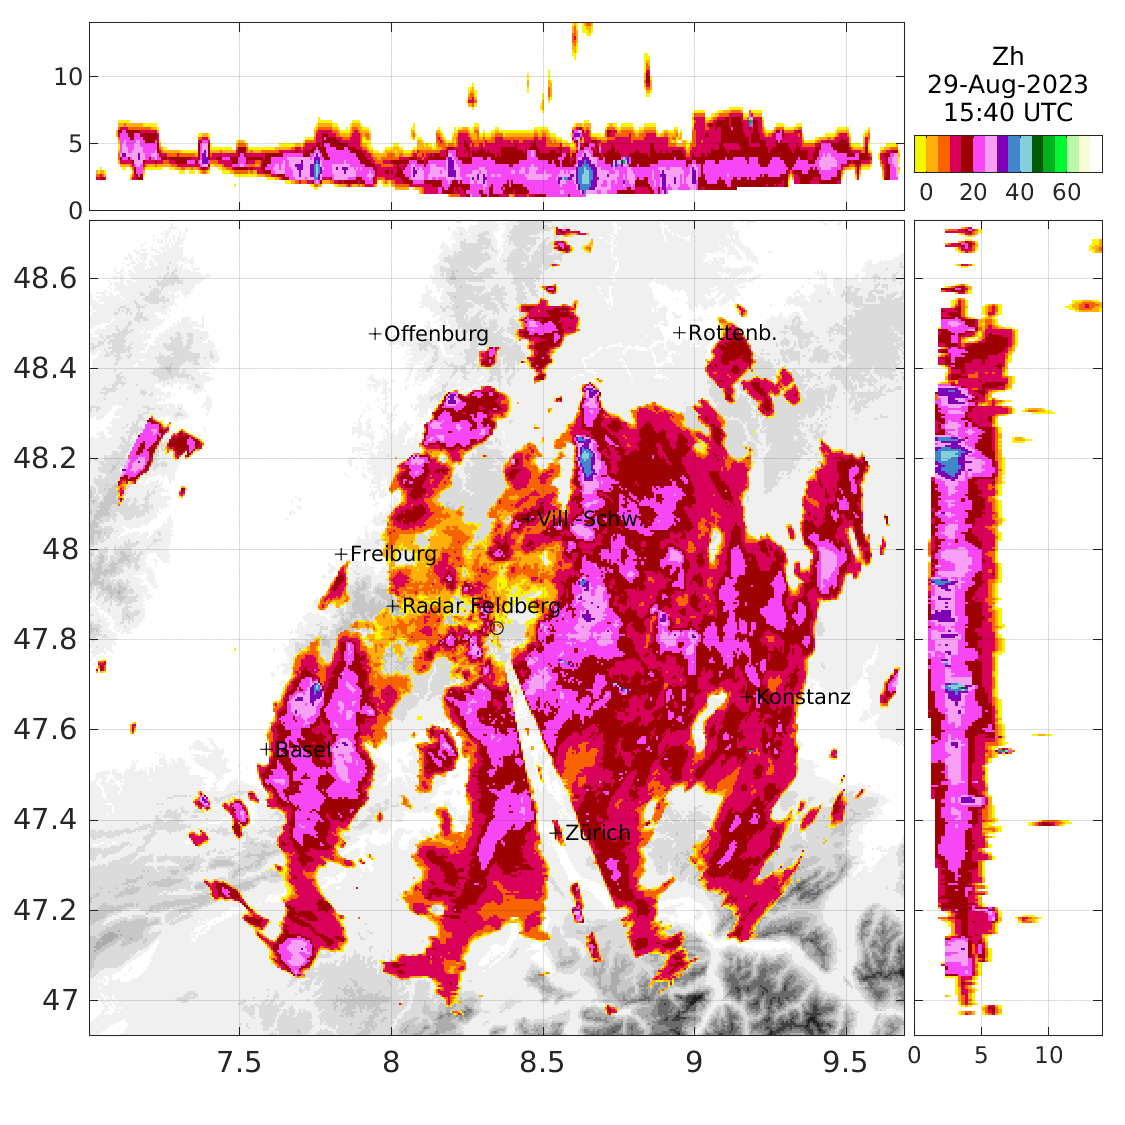 Zh
29-Aug-2023
15:40 UTC
0 20 40 60
10
5
0
48.6
48.4
48.2
48
47.8
47.6
47.4
47.2
47
+Offenburg
+Rottenb.
+Vill.-Schw.
+Freiburg
+Radar Feldberg
+Konstanz
+Basel
+Zürich
7.5 8 8.5 9 9.5
0 5 10